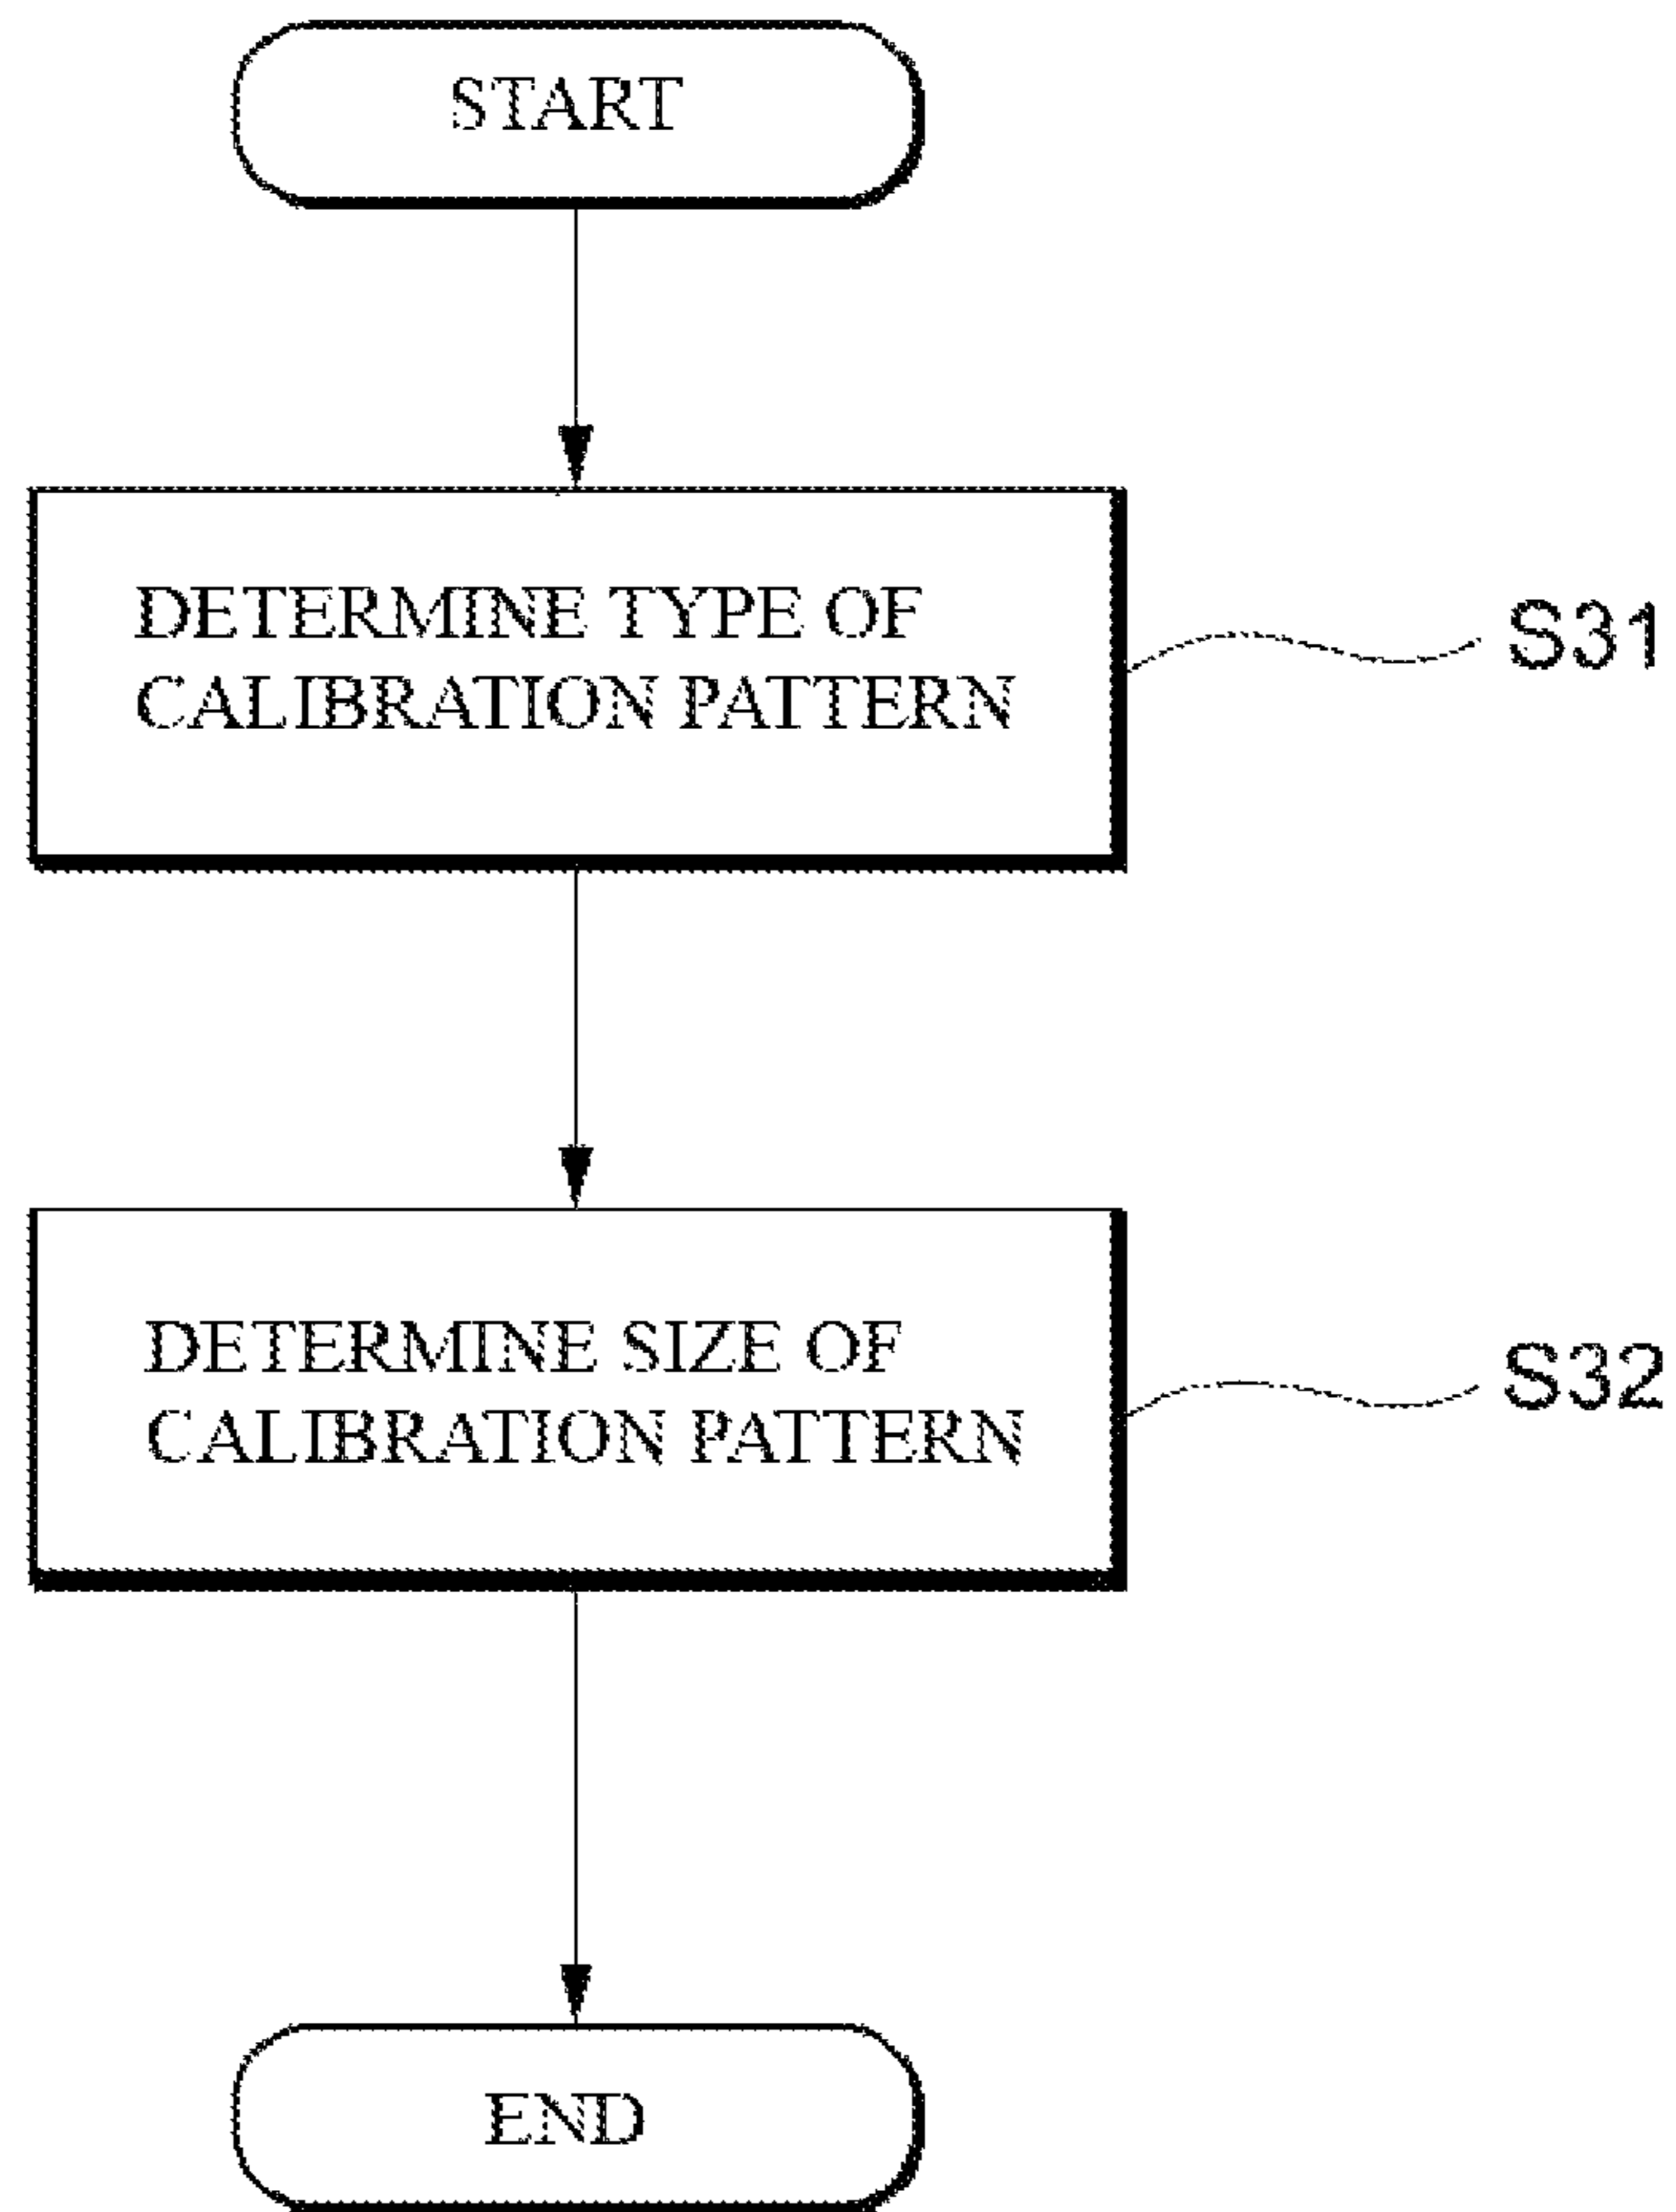 START
DETERMINE TYPE OF
CALIBRATION PATTERN
S31
DETERMINE SIZE OF
CALIBRATION PATTERN
S32
END